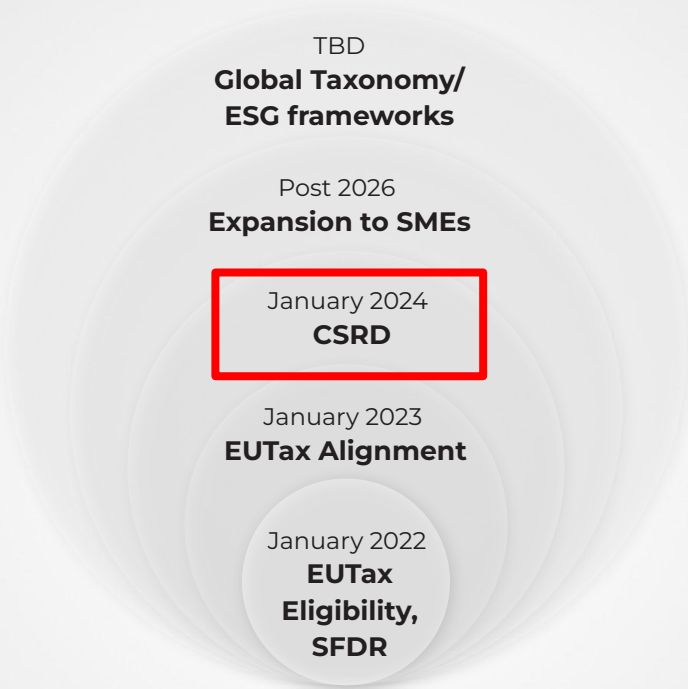 TBD
Global Taxonomy/
ESG frameworks
Post 2026
Expansion to SMEs
January 2024
CSRD
January 2023
EUTax Alignment
January 2022
EUTax
Eligibility,
SFDR